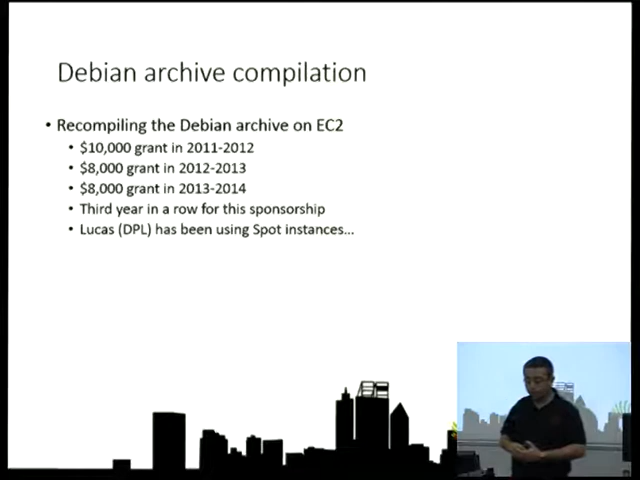 Debian archive compilation
• Recompiling the Debian archive on EC2
• $10,000 grant in 2011-2012
• $8,000 grant in 2012-2013
• $8,000 grant in 2013-2014
• Third year in a row for this sponsorship
• Lucas (DPL) has been using Spot instances...